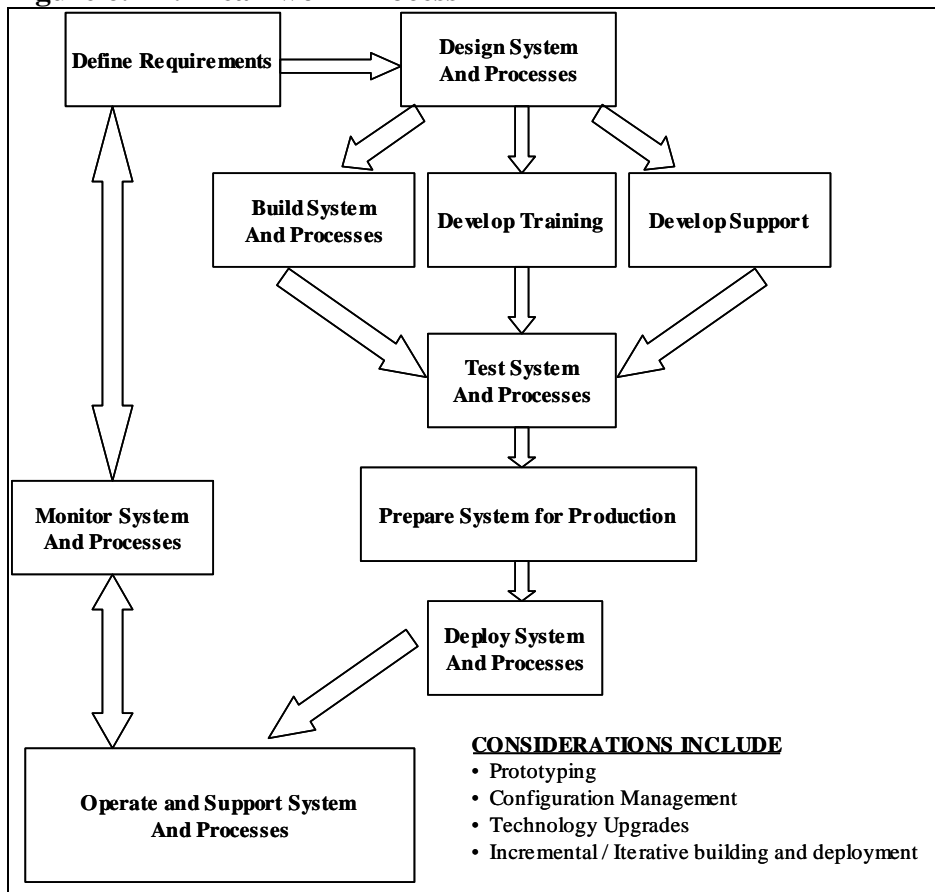 Define Requirements
Design System
And Processes
Build System
And Processes
Develop Training
Develop Support
Test System
And Processes
Monitor System
And Processes
Prepare System for Production
Deploy System
And Processes
Operate and Support System
And Processes
CONSIDERATIONS INCLUDE
• Prototyping
• Configuration Management
• Technology Upgrades
• Incremental / Iterative building and deployment